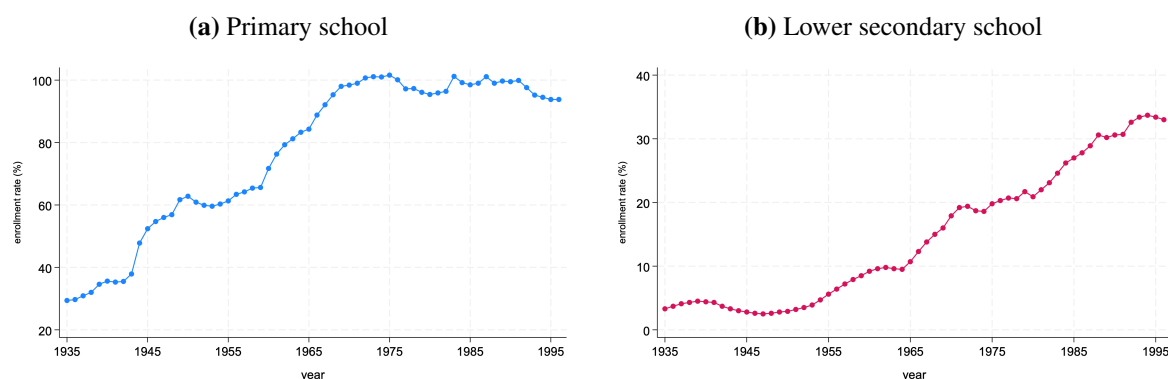 (a) Primary school
100
80
60
40
20
enrollment rate (%)
1935 1945 1955 1965 1975 1985 1995
year
(b) Lower secondary school
40
30
20
10
0
enrollment rate (%)
1935 1945 1955 1965 1975 1985 1995
year